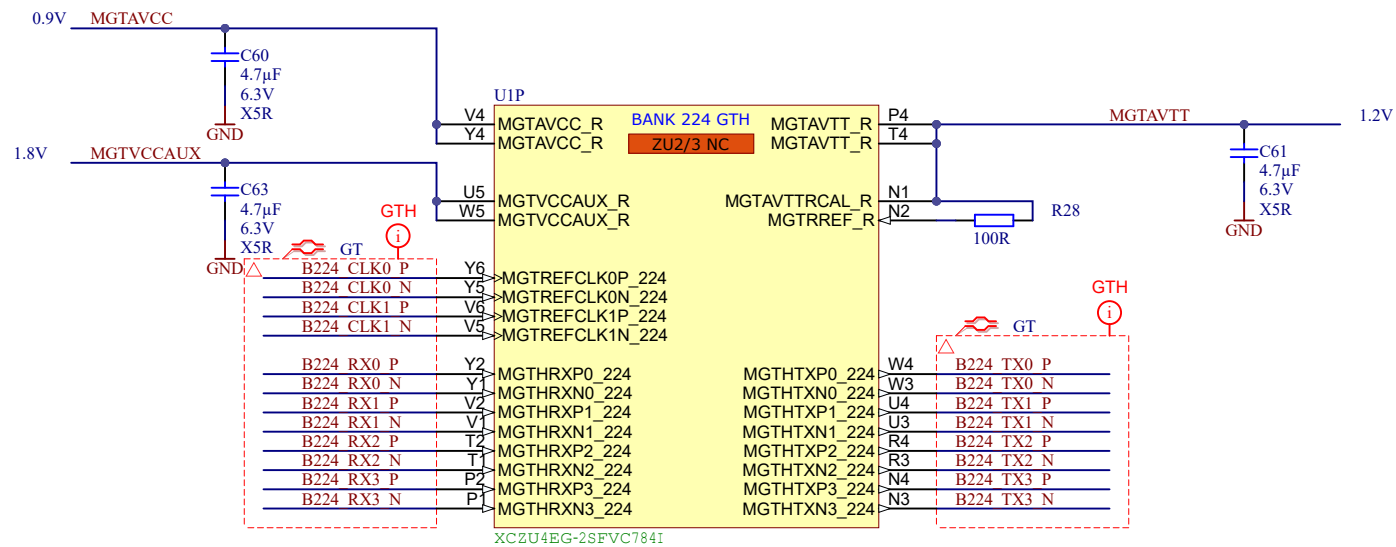 0.9V MGTAVCC
C60
4.7µF
6.3V
X5R
GND
1.8V MGTVCCAUX
C63
4.7µF
6.3V
X5R
GND
U1P
BANK 224 GTH
ZU2/3 NC
V4 MGTAVCC_R
Y4 MGTAVCC_R
U5 MGTVCCAUX_R
W5 MGTVCCAUX_R
MGTAVTT_R P4
MGTAVTT_R T4
MGTAVTTRCAL_R N1
MGTRREF_R N2
MGTAVTT 1.2V
C61
4.7µF
6.3V
X5R
GND
R28
100R
GTH
i
GT
B224_CLK0_P Y6 MGTREFCLK0P_224
B224_CLK0_N Y5 MGTREFCLK0N_224
B224_CLK1_P V6 MGTREFCLK1P_224
B224_CLK1_N V5 MGTREFCLK1N_224
B224_RX0_P Y2 MGTHRXP0_224
B224_RX0_N Y1 MGTHRXN0_224
B224_RX1_P V2 MGTHRXP1_224
B224_RX1_N V1 MGTHRXN1_224
B224_RX2_P T2 MGTHRXP2_224
B224_RX2_N T1 MGTHRXN2_224
B224_RX3_P P2 MGTHRXP3_224
B224_RX3_N P1 MGTHRXN3_224
GTH
i
GT
MGTHTXP0_224 W4 B224_TX0_P
MGTHTXN0_224 W3 B224_TX0_N
MGTHTXP1_224 U4 B224_TX1_P
MGTHTXN1_224 U3 B224_TX1_N
MGTHTXP2_224 R4 B224_TX2_P
MGTHTXN2_224 R3 B224_TX2_N
MGTHTXP3_224 N4 B224_TX3_P
MGTHTXN3_224 N3 B224_TX3_N
XCZU4EG-2SFVC784I